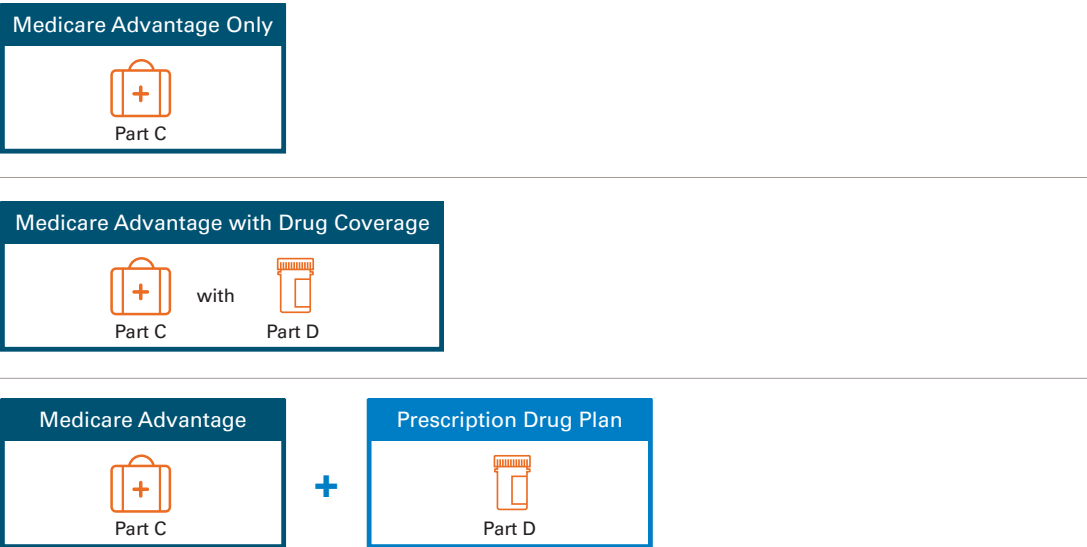 Medicare Advantage Only
Part C
Medicare Advantage with Drug Coverage
with
Part C
Part D
Medicare Advantage
Prescription Drug Plan
+
Part C
Part D